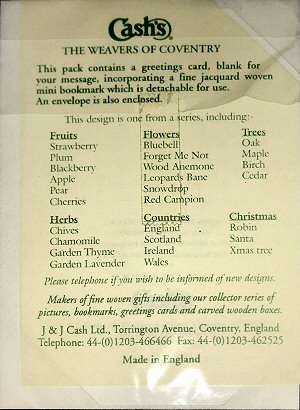 Cash's
THE WEAVERS OF COVENTRY
This pack contains a greetings card, blank for
your message, incorporating a fine jacquard woven
mini bookmark which is detachable for use.
An envelope is also enclosed.
This design is one from a series, including:-
Fruits Flowers Trees
Strawberry Bluebell Oak
Plum Forget Me Not Maple
Blackberry Wood Anemone Birch
Apple Leopards Bane Cedar
Pear Snowdrop
Cherries Red Campion
Herbs Countries Christmas
Chives England Robin
Chamomile Scotland Santa
Garden Thyme Ireland Xmas tree
Garden Lavender Wales
Please telephone if you wish to be informed of new designs.
Makers of fine woven gifts including our collector series of
pictures, bookmarks, greetings cards and carved wooden boxes.
J & J Cash Ltd., Torrington Avenue, Coventry, England
Telephone: 44-(0)1203-466466 Fax: 44-(0)1203-462525
Made in England